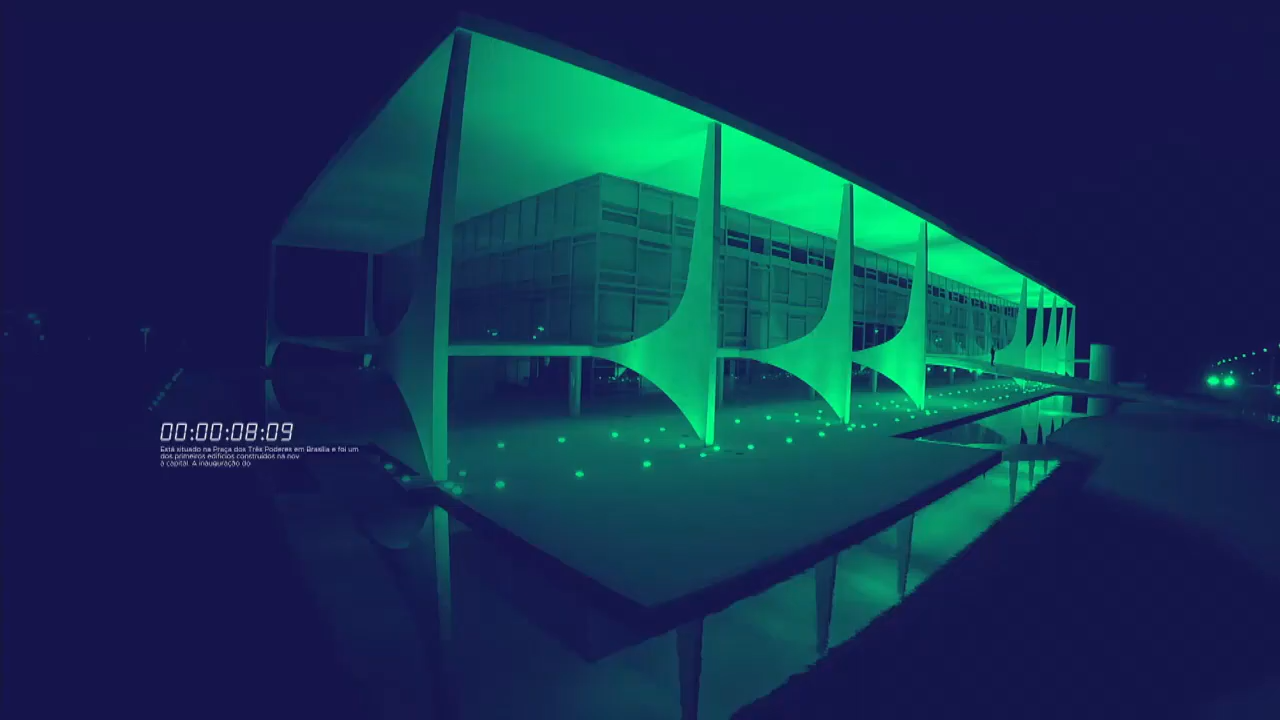 00:00:08:09
Está situado na Praça dos Três Poderes em Brasília e foi um
dos primeiros edifícios construídos na nov
a capital. A inauguração do